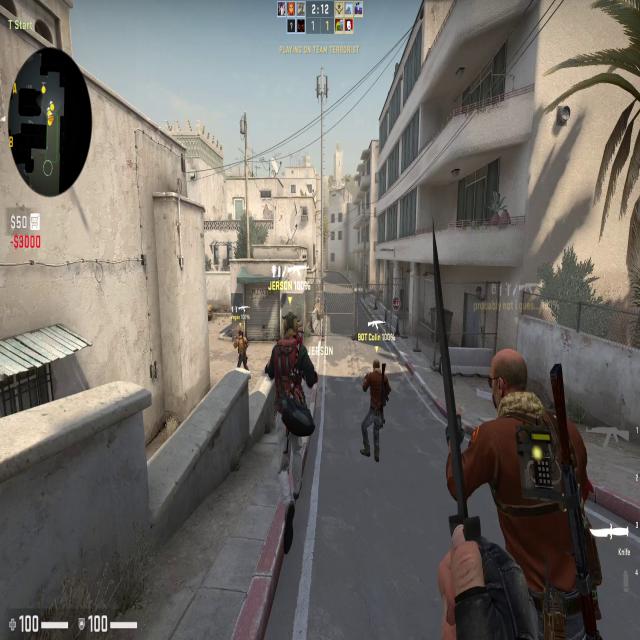 T Start
2:12
1 1
PLAYING ON TEAM TERRORIST
A
B
$50
-$3000
JERSON 100%
JERSON
BOT Colin 100%
Knife
100
100